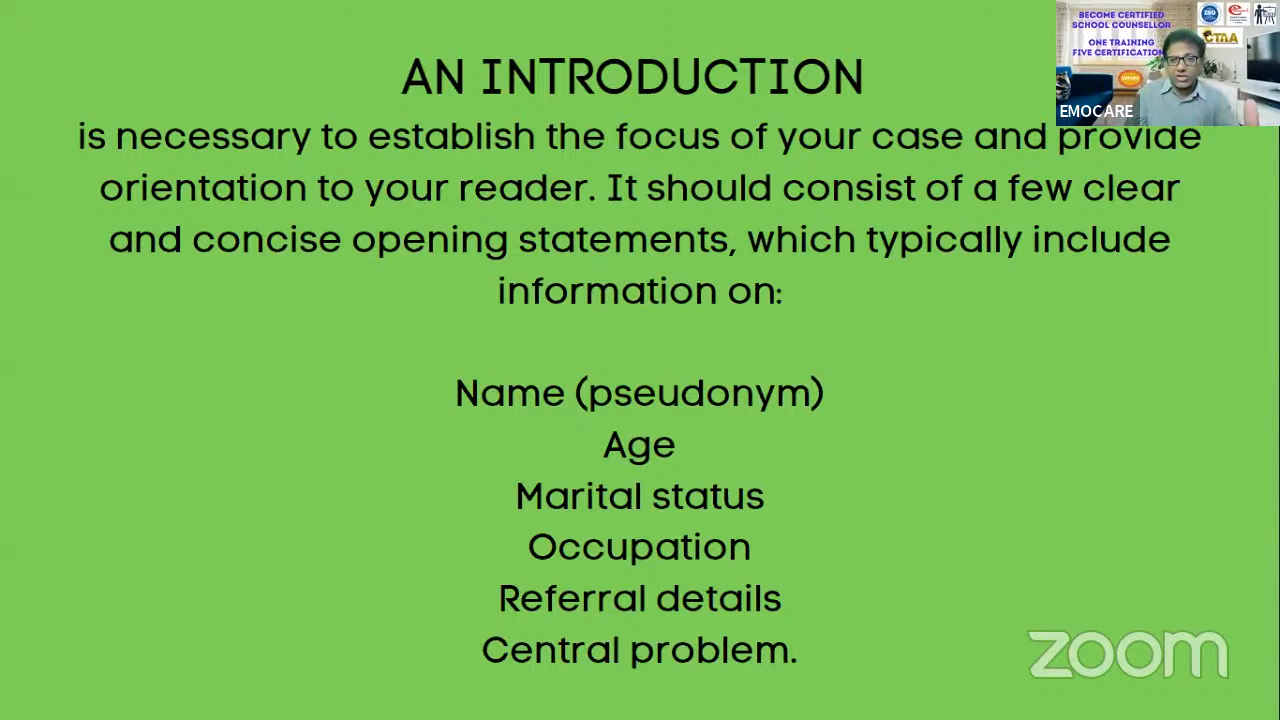 AN INTRODUCTION
is necessary to establish the focus of your case and provide
orientation to your reader. It should consist of a few clear
and concise opening statements, which typically include
information on:
Name (pseudonym)
Age
Marital status
Occupation
Referral details
Central problem.
BECOME CERTIFIED
SCHOOL COUNSELLOR
ONE TRAINING
FIVE CERTIFICATION
ISO
CTAA
EMOCARE
zoom